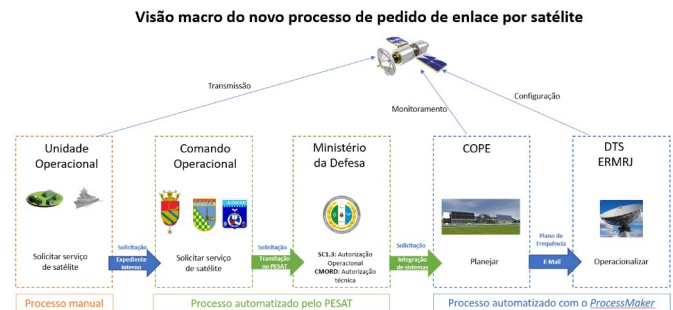 Visão macro do novo processo de pedido de enlace por satélite
Transmissão
Monitoramento
Configuração
Unidade
Operacional
Solicitar serviço
de satélite
Solicitação
Expediente
Interno
Comando
Operacional
Solicitar serviço
de satélite
Solicitação
Tramitação
no PESAT
Ministério
da Defesa
SC1.3: Autorização
Operacional
CMORD: Autorização
técnica
Solicitação
Integração
de sistemas
COPE
Planejar
Plano de
Frequência
E-Mail
DTS
ERMRJ
Operacionalizar
Processo manual
Processo automatizado pelo PESAT
Processo automatizado com o ProcessMaker